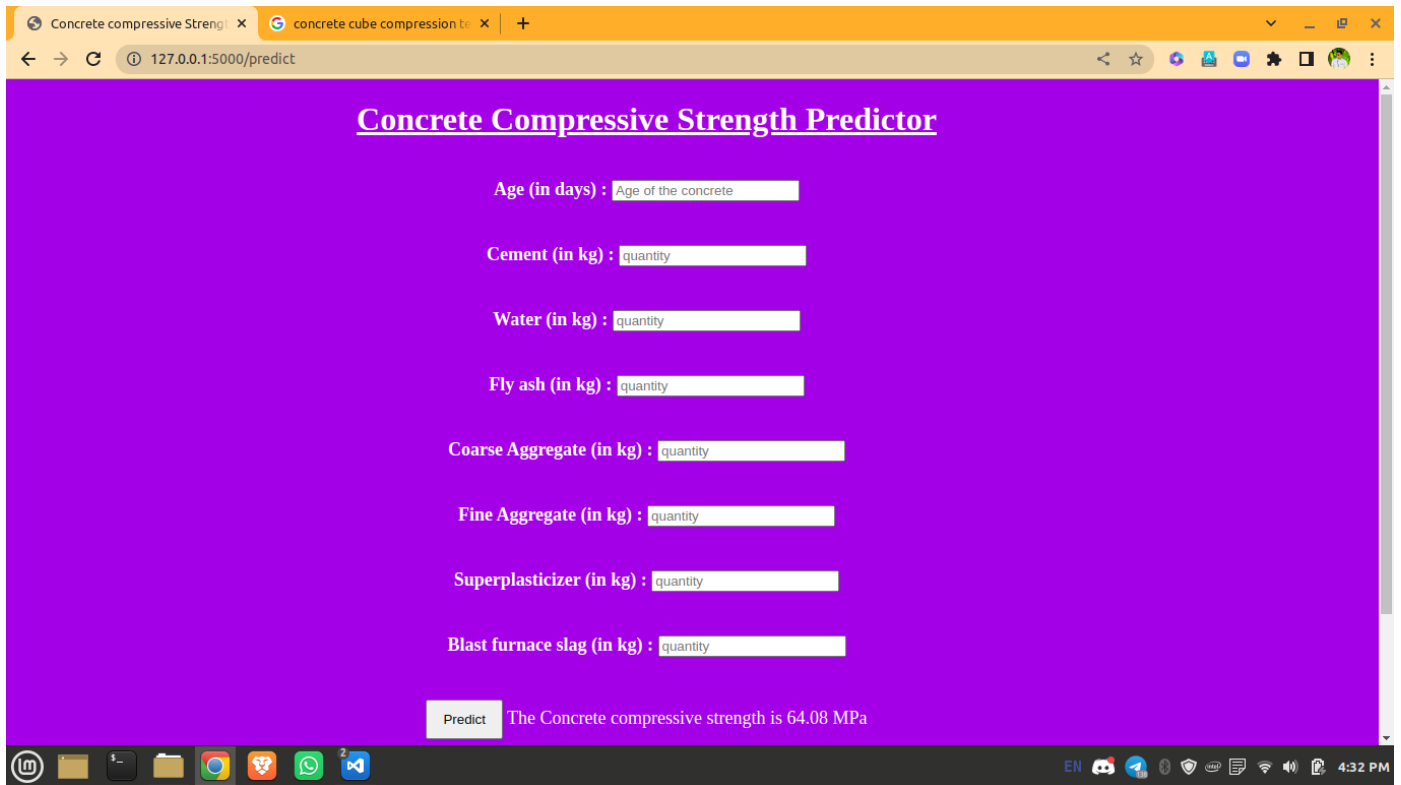 Concrete compressive Strengt
concrete cube compression te
127.0.0.1:5000/predict
Concrete Compressive Strength Predictor
Age (in days) : Age of the concrete
Cement (in kg) : quantity
Water (in kg) : quantity
Fly ash (in kg) : quantity
Coarse Aggregate (in kg) : quantity
Fine Aggregate (in kg) : quantity
Superplasticizer (in kg) : quantity
Blast furnace slag (in kg) : quantity
Predict The Concrete compressive strength is 64.08 MPa
2
EN 4:32 PM